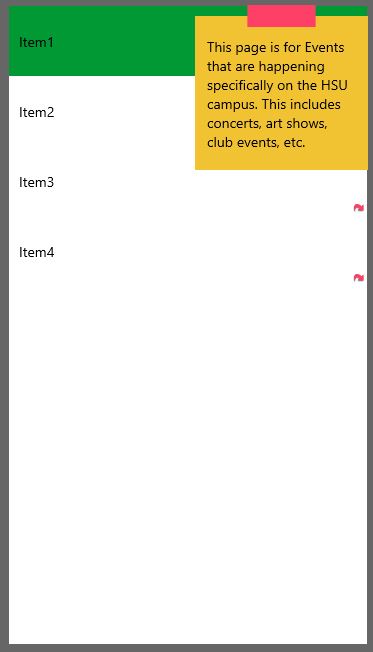 Item1
This page is for Events
that are happening
specifically on the HSU
campus. This includes
concerts, art shows,
club events, etc.
Item2
Item3
Item4